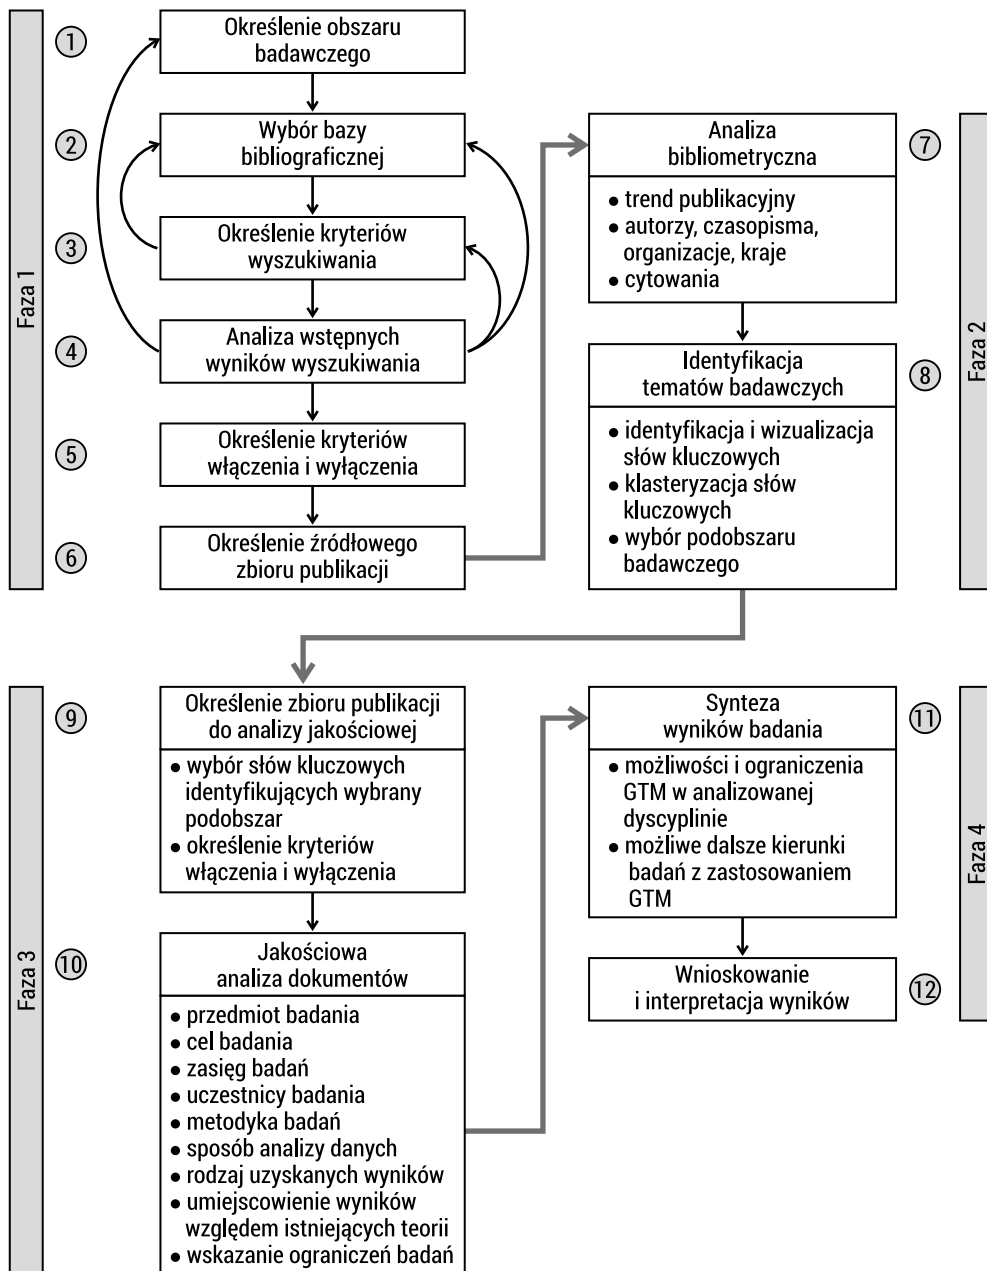 Faza 1
1
Określenie obszaru
badawczego
2
Wybór bazy
bibliograficznej
3
Określenie kryteriów
wyszukiwania
4
Analiza wstępnych
wyników wyszukiwania
5
Określenie kryteriów
włączenia i wyłączenia
6
Określenie źródłowego
zbioru publikacji
Faza 2
7
Analiza
bibliometryczna
• trend publikacyjny
• autorzy, czasopisma,
organizacje, kraje
• cytowania
8
Identyfikacja
tematów badawczych
• identyfikacja i wizualizacja
słów kluczowych
• klasteryzacja słów
kluczowych
• wybór podobszaru
badawczego
Faza 3
9
Określenie zbioru publikacji
do analizy jakościowej
• wybór słów kluczowych
identyfikujących wybrany
podobszar
• określenie kryteriów
włączenia i wyłączenia
10
Jakościowa
analiza dokumentów
• przedmiot badania
• cel badania
• zasięg badań
• uczestnicy badania
• metodyka badań
• sposób analizy danych
• rodzaj uzyskanych wyników
• umiejscowienie wyników
względem istniejących teorii
• wskazanie ograniczeń badań
Faza 4
11
Synteza
wyników badania
• możliwości i ograniczenia
GTM w analizowanej
dyscyplinie
• możliwe dalsze kierunki
badań z zastosowaniem
GTM
12
Wnioskowanie
i interpretacja wyników